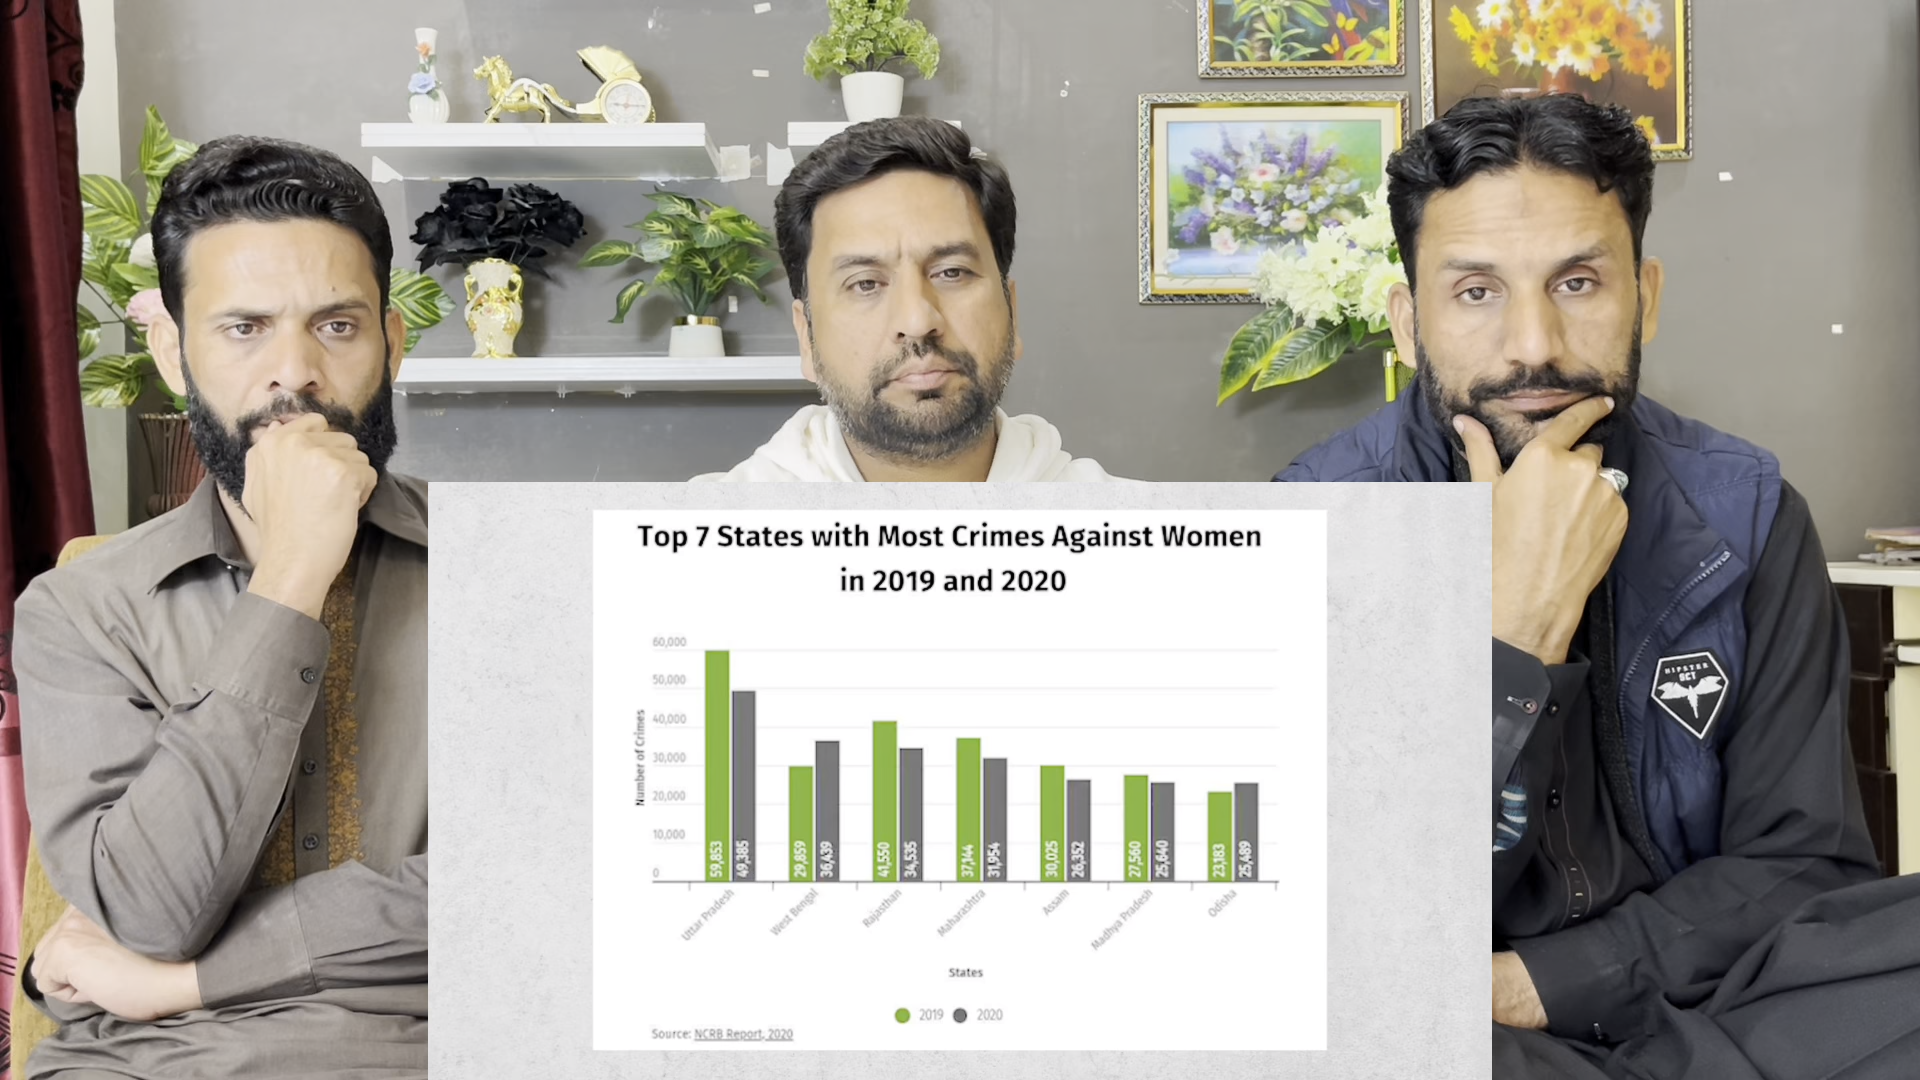 HIPSTER
OCT
Top 7 States with Most Crimes Against Women
in 2019 and 2020
Number of Crimes
60,000
50,000
40,000
30,000
20,000
10,000
0
59,853
49,385
29,859
36,439
41,550
34,535
37,144
31,954
30,025
26,352
27,560
25,640
23,183
25,489
Uttar Pradesh
West Bengal
Rajasthan
Maharashtra
Assam
Madhya Pradesh
Odisha
States
2019
2020
Source: NCRB Report, 2020